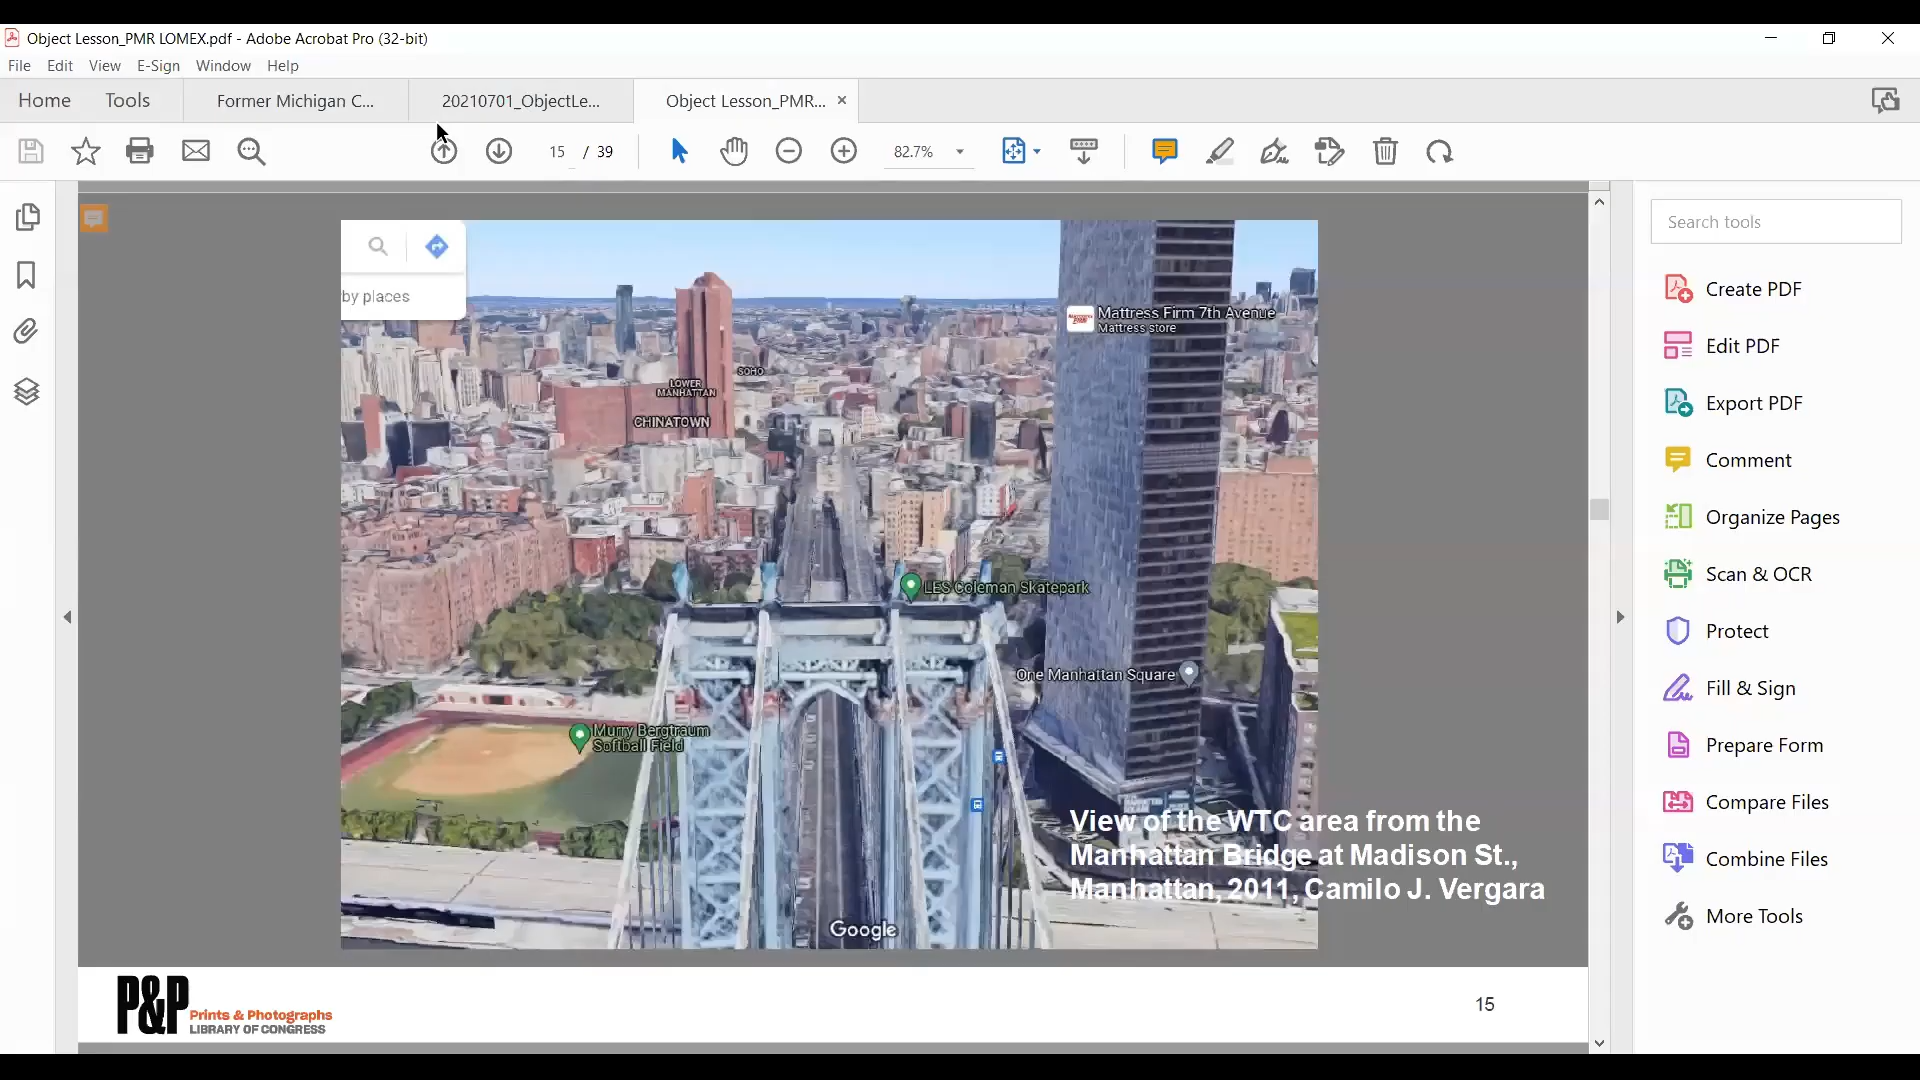 Object Lesson_PMR LOMEX.pdf - Adobe Acrobat Pro (32-bit)
File Edit View E-Sign Window Help
Home Tools Former Michigan C... 20210701_ObjectLe... Object Lesson_PMR...
15 / 39 82.7%
Search tools
Create PDF
Edit PDF
Export PDF
Comment
Organize Pages
Scan & OCR
Protect
Fill & Sign
Prepare Form
Compare Files
Combine Files
More Tools
by places
Mattress Firm 7th Avenue
Mattress store
SOHO
LOWER
MANHATTAN
CHINATOWN
LES Coleman Skatepark
One Manhattan Square
Murry Bergtraum
Softball Field
View of the WTC area from the
Manhattan Bridge at Madison St.,
Manhattan, 2011, Camilo J. Vergara
Google
P&P Prints & Photographs
LIBRARY OF CONGRESS
15